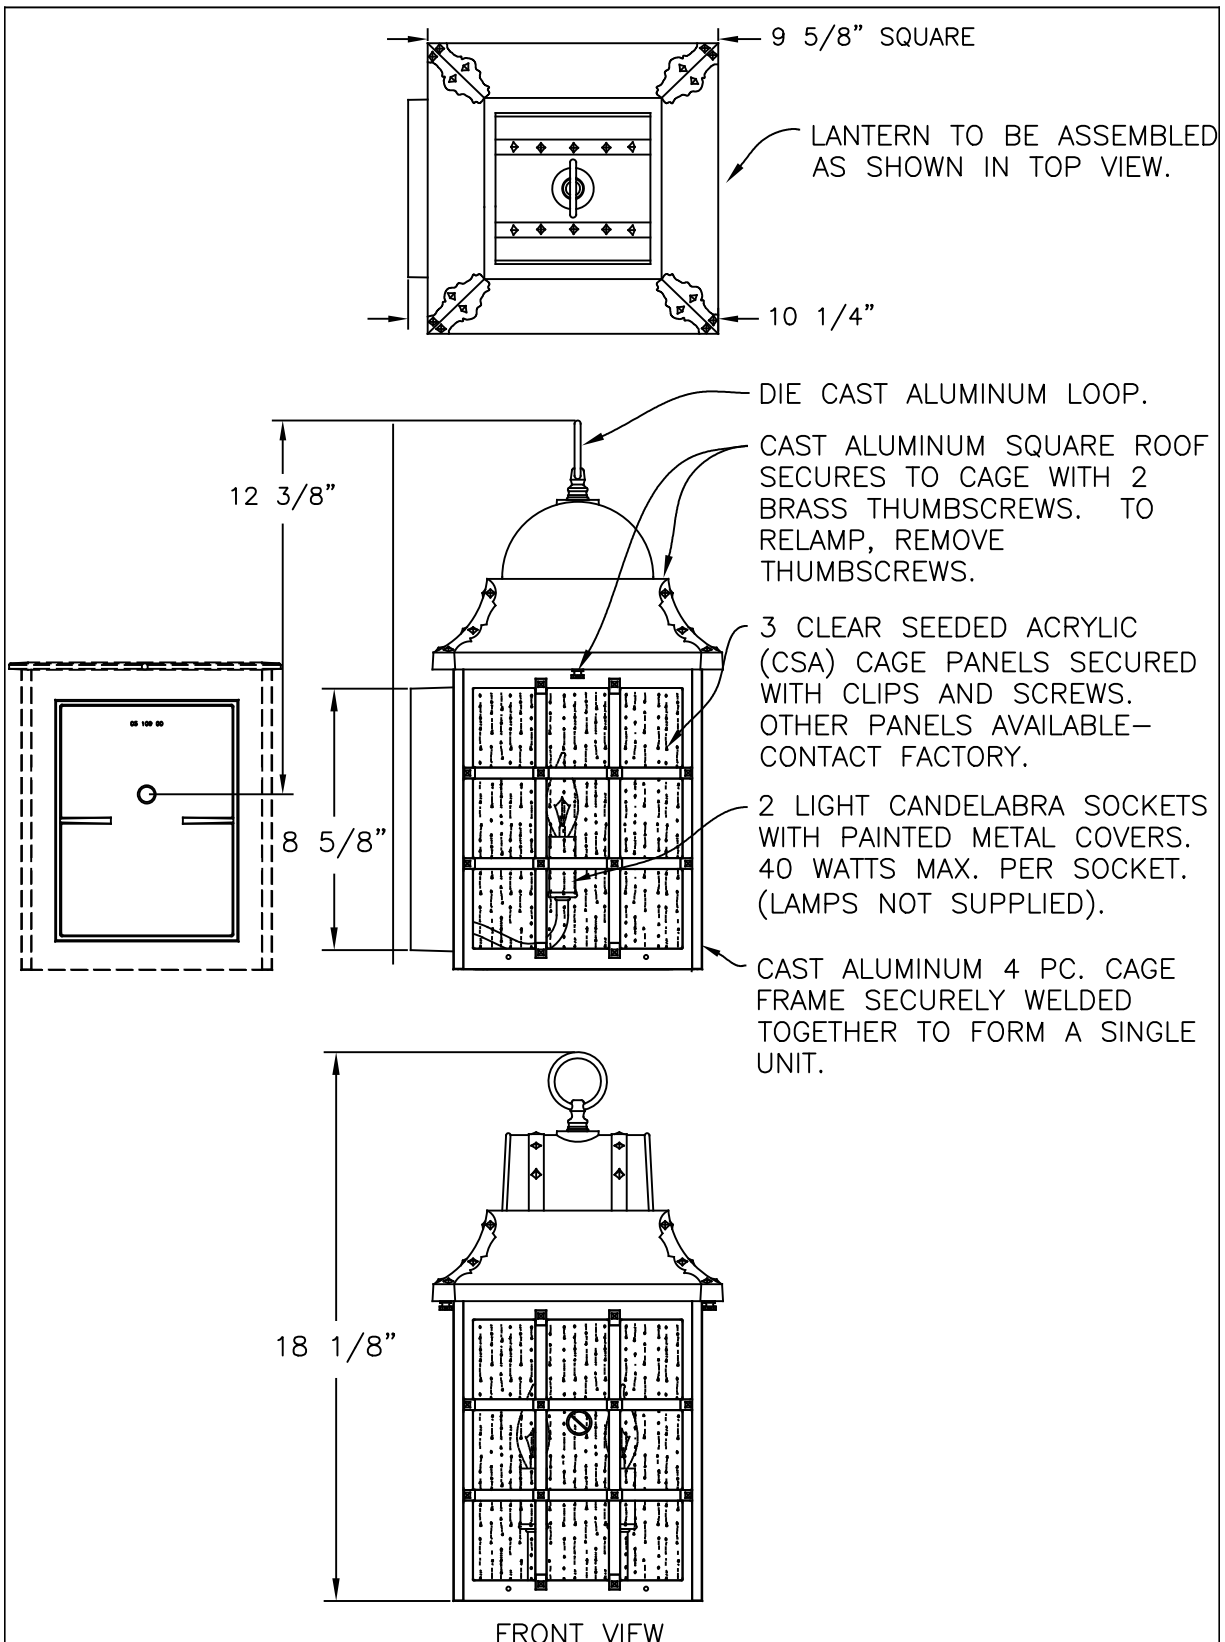 9 5/8” SQUARE
LANTERN TO BE ASSEMBLED
AS SHOWN IN TOP VIEW.
10 1/4”
DIE CAST ALUMINUM LOOP.
CAST ALUMINUM SQUARE ROOF
SECURES TO CAGE WITH 2
BRASS THUMBSCREWS. TO
RELAMP, REMOVE
THUMBSCREWS.
12 3/8”
3 CLEAR SEEDED ACRYLIC
(CSA) CAGE PANELS SECURED
WITH CLIPS AND SCREWS.
OTHER PANELS AVAILABLE–
CONTACT FACTORY.
8 5/8”
2 LIGHT CANDELABRA SOCKETS
WITH PAINTED METAL COVERS.
40 WATTS MAX. PER SOCKET.
(LAMPS NOT SUPPLIED).
CAST ALUMINUM 4 PC. CAGE
FRAME SECURELY WELDED
TOGETHER TO FORM A SINGLE
UNIT.
18 1/8”
FRONT VIEW